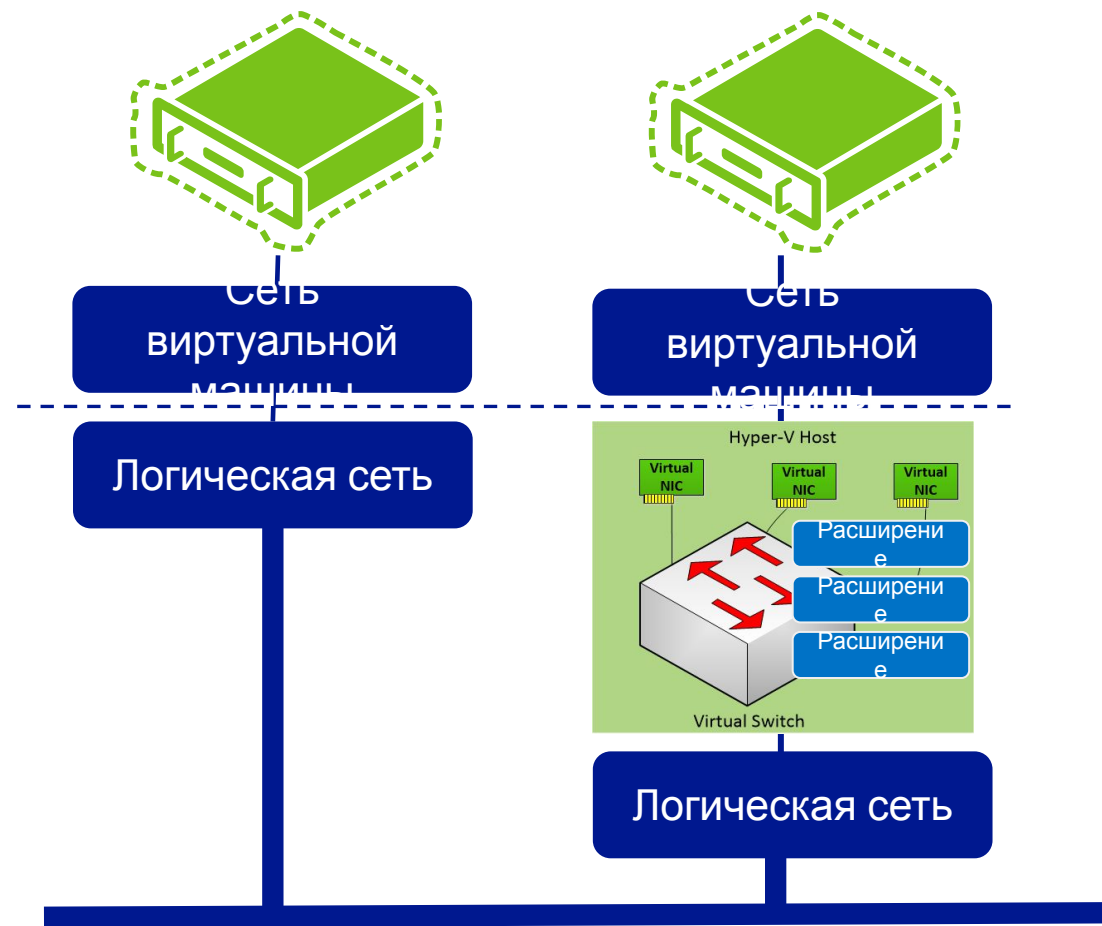 Сеть
виртуальной
машины
Логическая сеть
Сеть
виртуальной
машины
Hyper-V Host
Virtual
NIC
Virtual
NIC
Virtual
NIC
Расширени
е
Расширени
е
Расширени
е
Virtual Switch
Логическая сеть